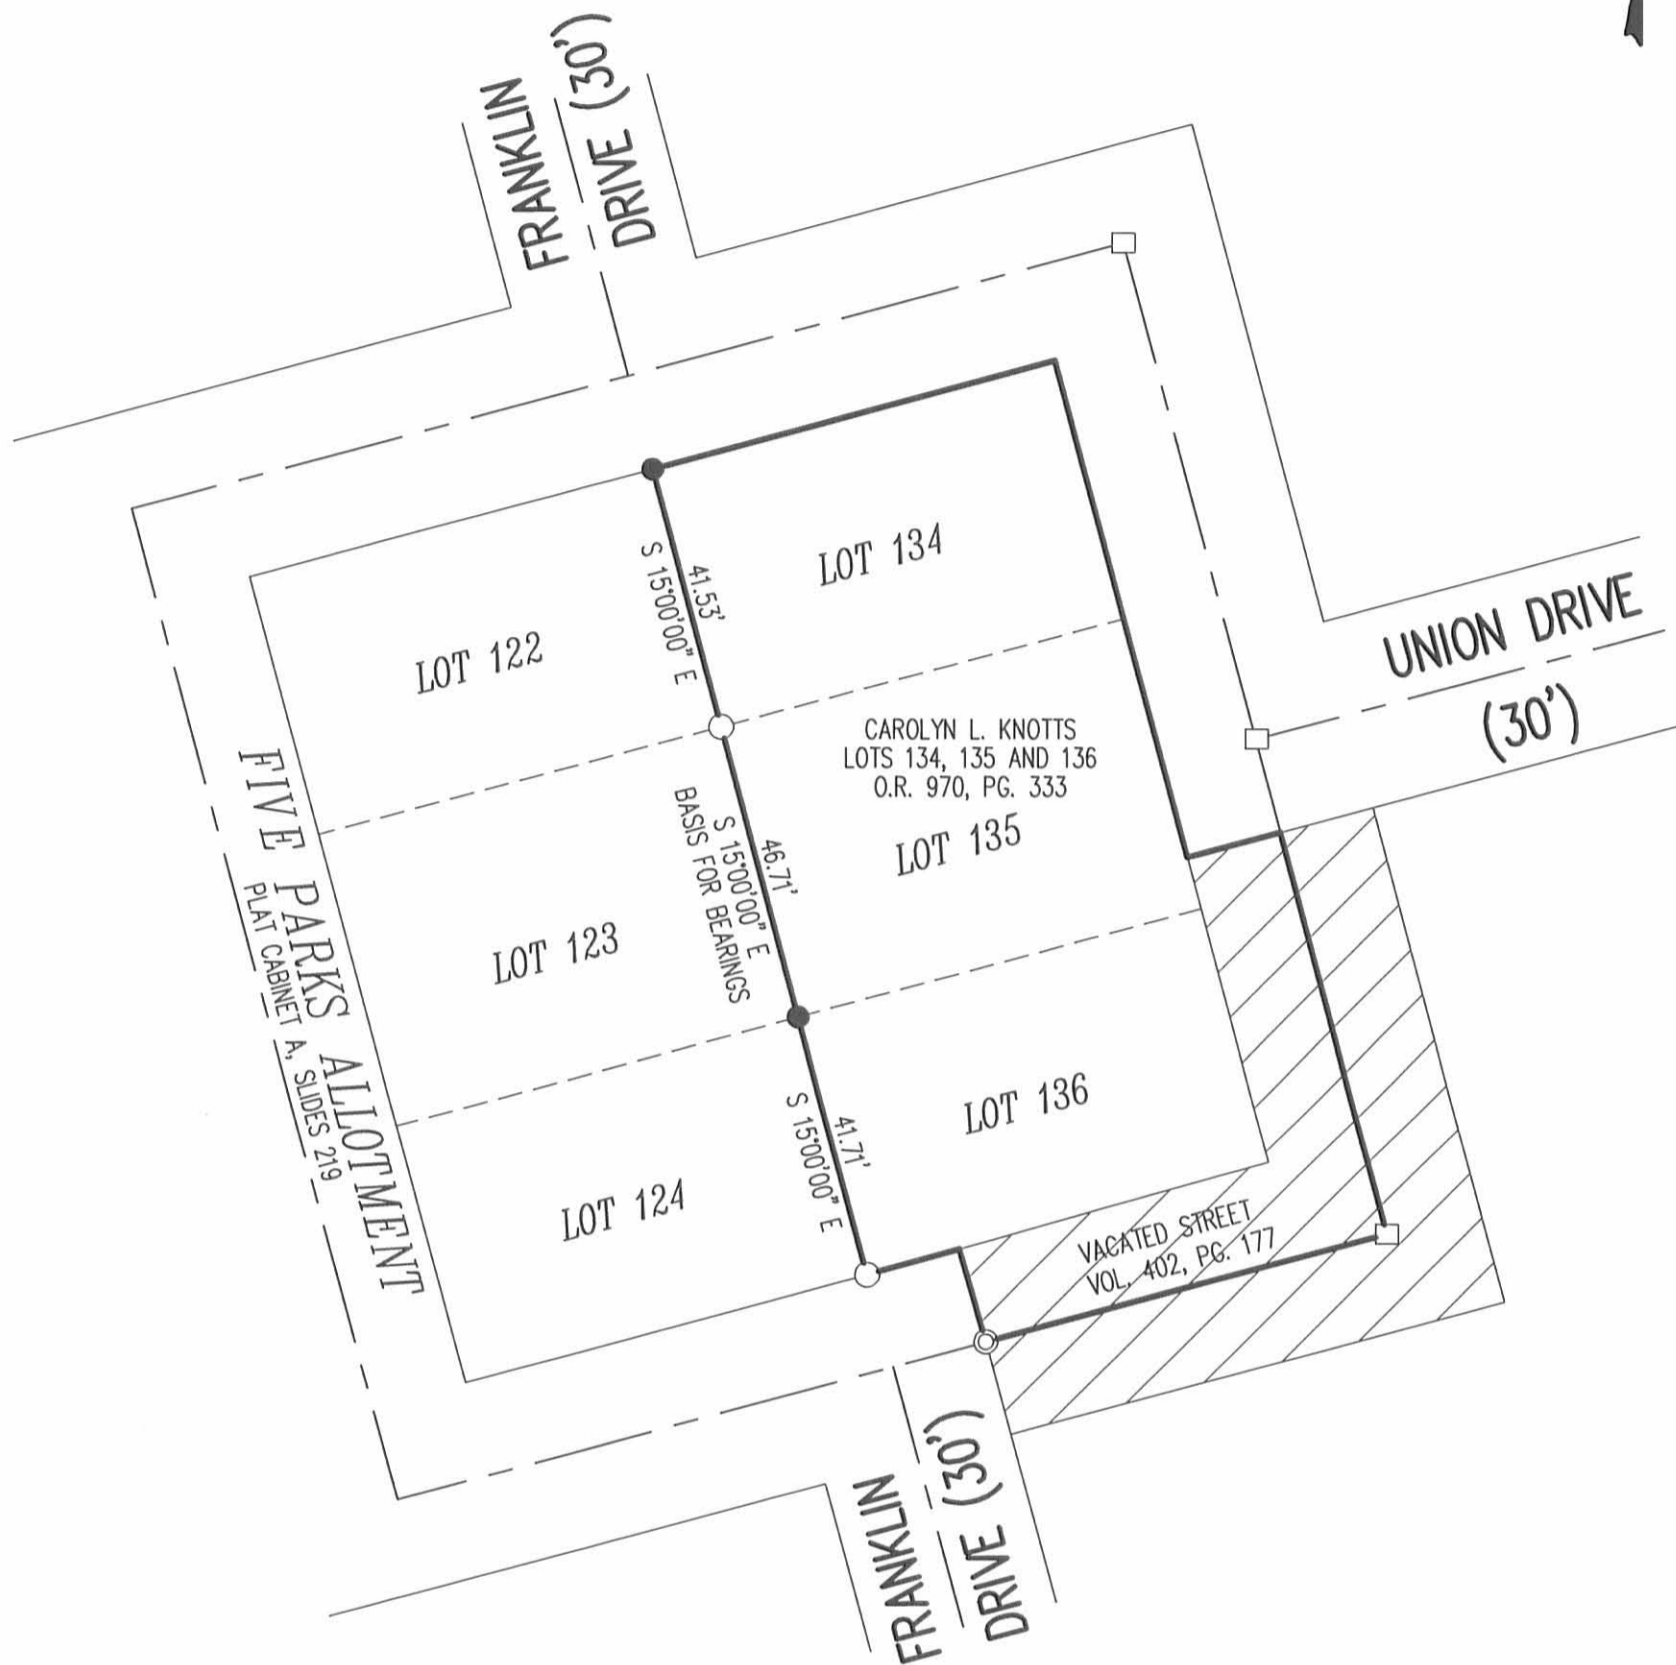 FRANKLIN
DRIVE (30')
LOT 134
41.53'
S 15°00'00" E
LOT 122
UNION DRIVE
(30')
CAROLYN L. KNOTTS
LOTS 134, 135 AND 136
O.R. 970, PG. 333
LOT 135
46.71'
S 15°00'00" E
BASIS FOR BEARINGS
LOT 123
FIVE PARKS ALLOTMENT
PLAT CABINET A, SLIDES 219
LOT 136
41.71'
S 15°00'00" E
LOT 124
VACATED STREET
VOL. 402, PG. 177
FRANKLIN
DRIVE (30')